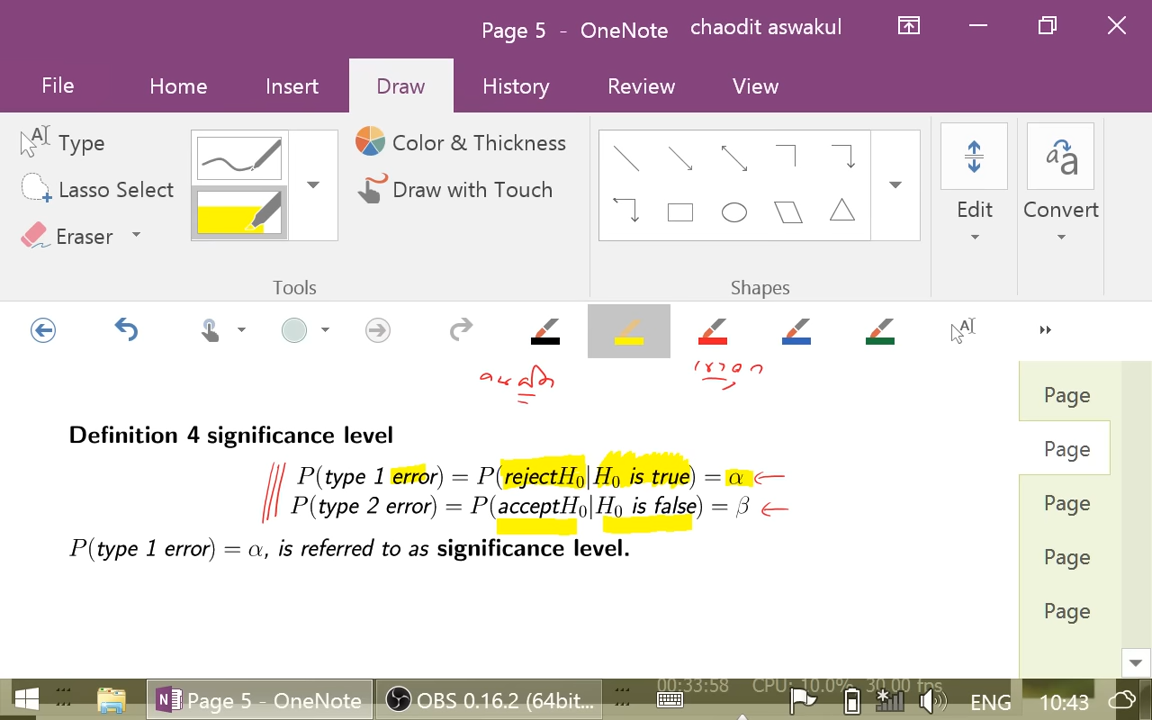 Page 5 - OneNote chaodit aswakul
File Home Insert Draw History Review View
Type
Lasso Select
Eraser
Color & Thickness
Draw with Touch
Edit
Convert
Tools
Shapes
Definition 4 significance level
P(type 1 error) = P(rejectH₀|H₀ is true) = α
P(type 2 error) = P(acceptH₀|H₀ is false) = β
P(type 1 error) = α, is referred to as significance level.
Page
Page
Page
Page
Page
00:33:58 CPU: 10.0% 30.00 fps
Page 5 - OneNote
OBS 0.16.2 (64bit...
ENG
10:43